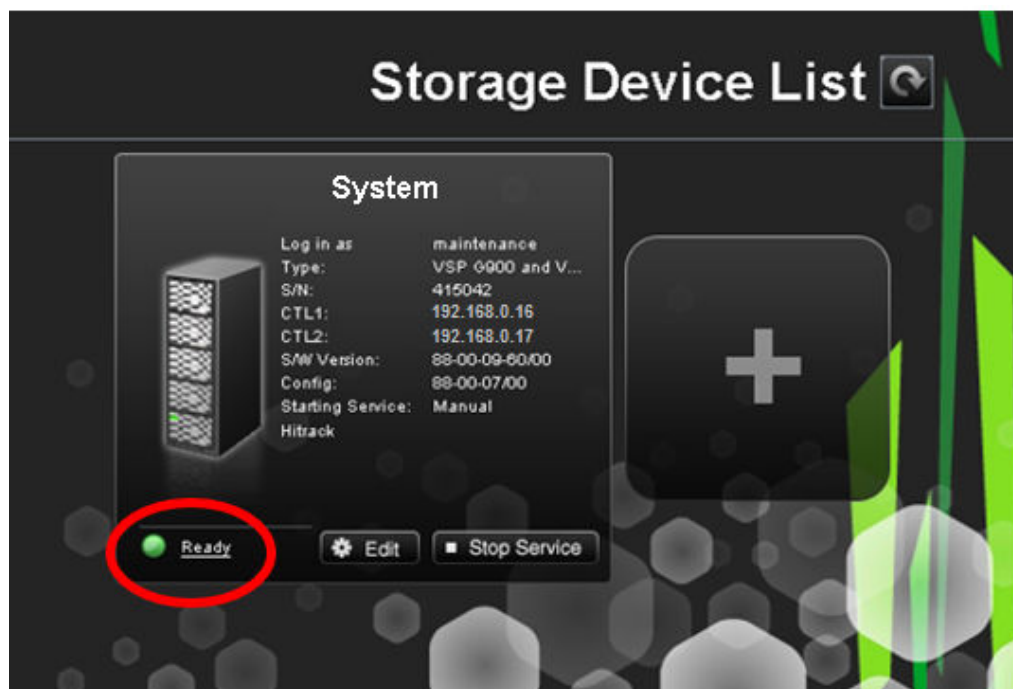 Storage Device List
System
Log in as maintenance
Type: VSP G900 and V...
S/N: 415042
CTL1: 192.168.0.16
CTL2: 192.168.0.17
S/W Version: 88-00-09-60/00
Config: 88-00-07/00
Starting Service: Manual
Hitrack
Ready Edit Stop Service